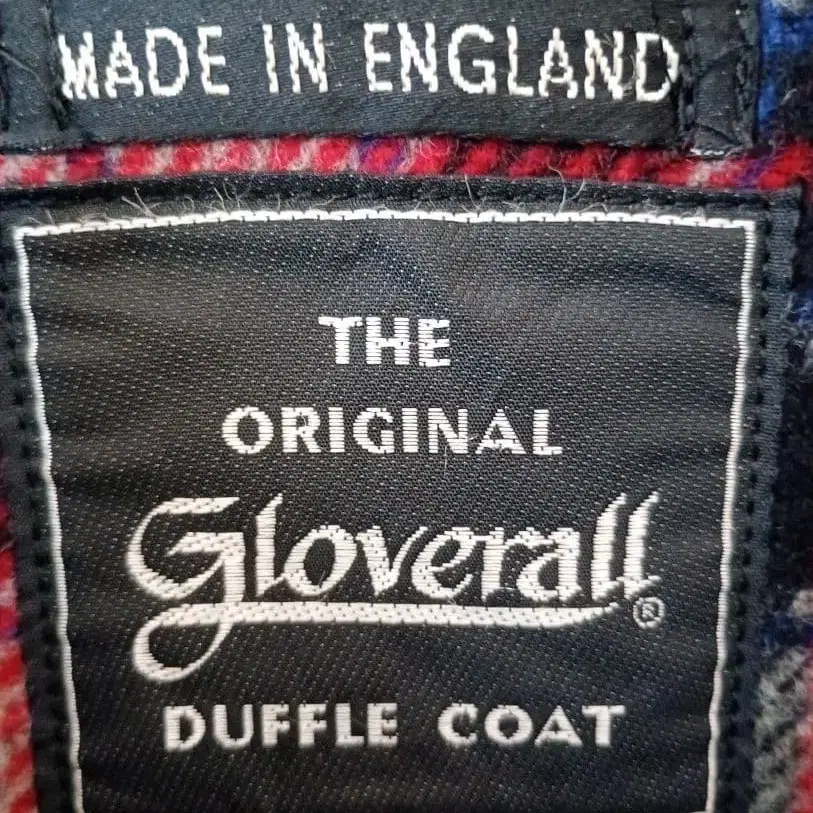 MADE IN ENGLAND
THE
ORIGINAL
Gloverall®
DUFFLE COAT